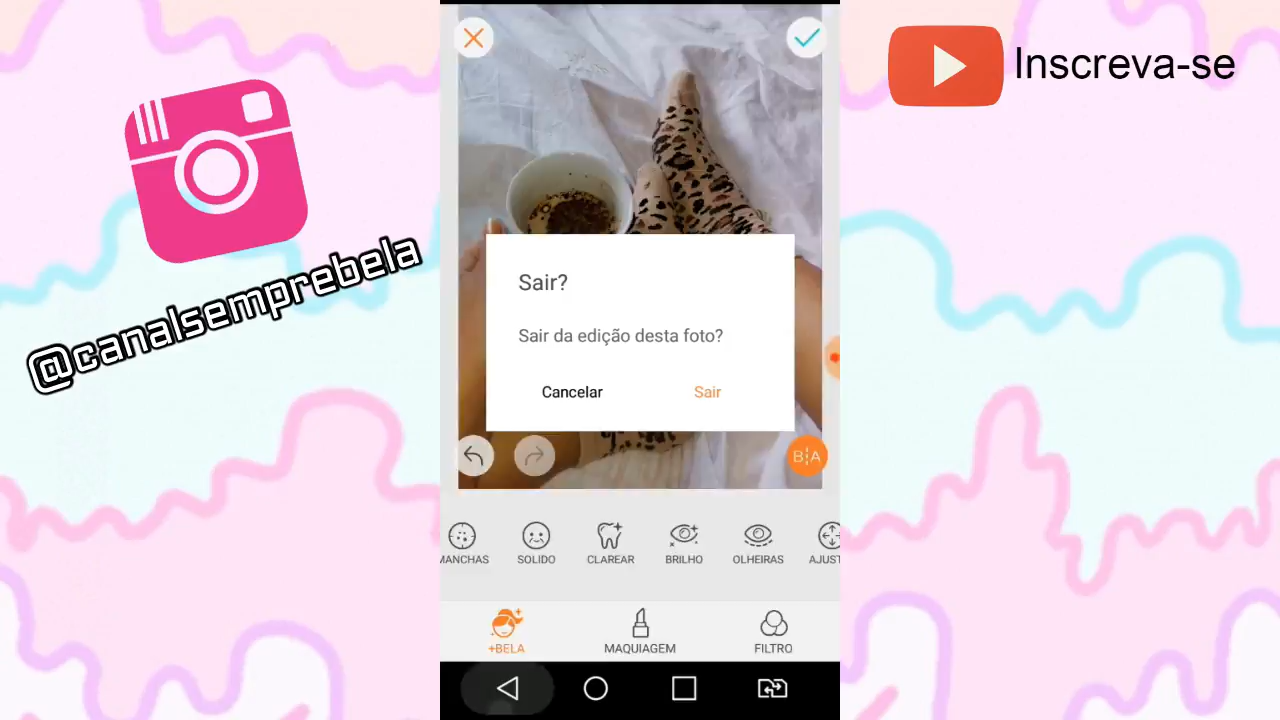 Inscreva-se
@canalsemprebela
Sair?
Sair da edição desta foto?
Cancelar
Sair
B A
MANCHAS
SOLIDO
CLAREAR
BRILHO
OLHEIRAS
AJUST
+BELA
MAQUIAGEM
FILTRO